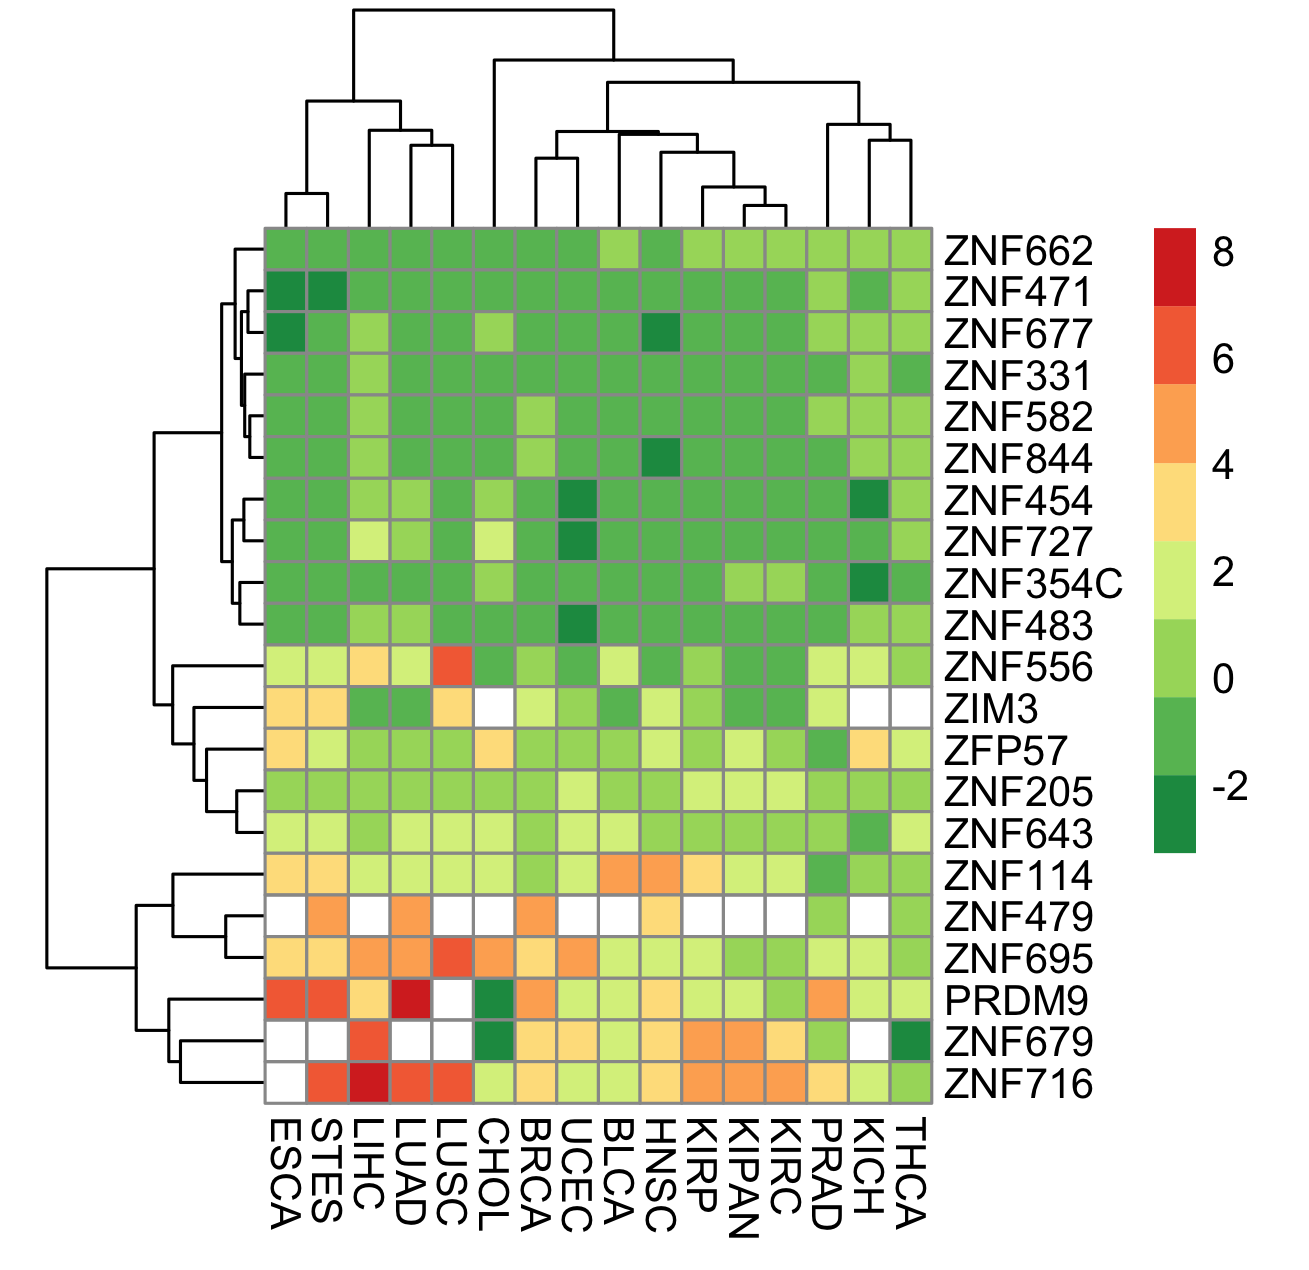 ZNF662
ZNF471
ZNF677
ZNF331
ZNF582
ZNF844
ZNF454
ZNF727
ZNF354C
ZNF483
ZNF556
ZIM3
ZFP57
ZNF205
ZNF643
ZNF114
ZNF479
ZNF695
PRDM9
ZNF679
ZNF716
8
6
4
2
0
-2
ESCA
STES
LIHC
LUAD
LUSC
CHOL
BRCA
UCEC
BLCA
HNSC
KIRP
KIPAN
KIRC
PRAD
KICH
THCA